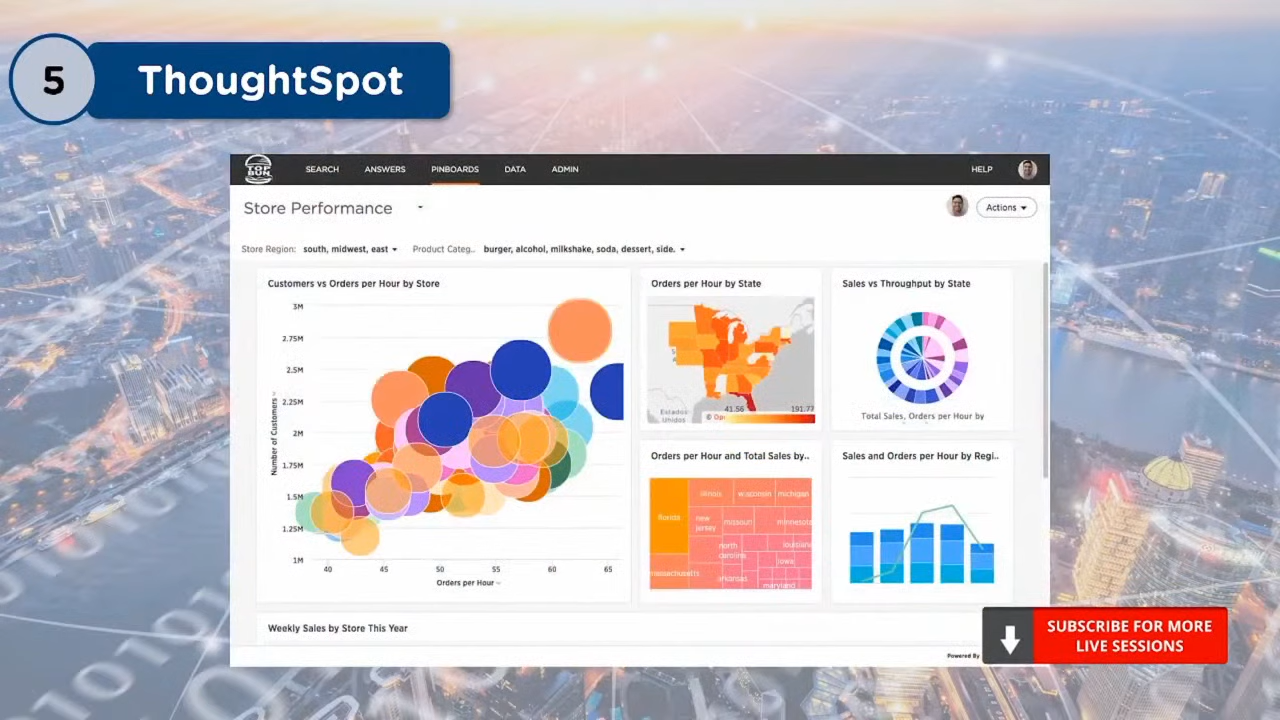 5
ThoughtSpot
TOP
BUN
SEARCH ANSWERS PINBOARDS DATA ADMIN HELP
Store Performance
Actions
Store Region: south, midwest, east Product Categ.. burger, alcohol, milkshake, soda, dessert, side.
Customers vs Orders per Hour by Store
3M
2.75M
2.5M
2.25M
2M
1.75M
1.5M
1.25M
1M
Number of Customers
40 45 50 55 60 65
Orders per Hour
Orders per Hour by State
Estados
Unidos
41.56 191.77
© Op
Sales vs Throughput by State
Total Sales, Orders per Hour by
Orders per Hour and Total Sales by..
florida
illinois wisconsin michigan
new
jersey
missouri minnesota
north
carolina
louisiana
iowa
massachusetts
arkansas
maryland
Sales and Orders per Hour by Regi..
Weekly Sales by Store This Year
Powered By
SUBSCRIBE FOR MORE
LIVE SESSIONS